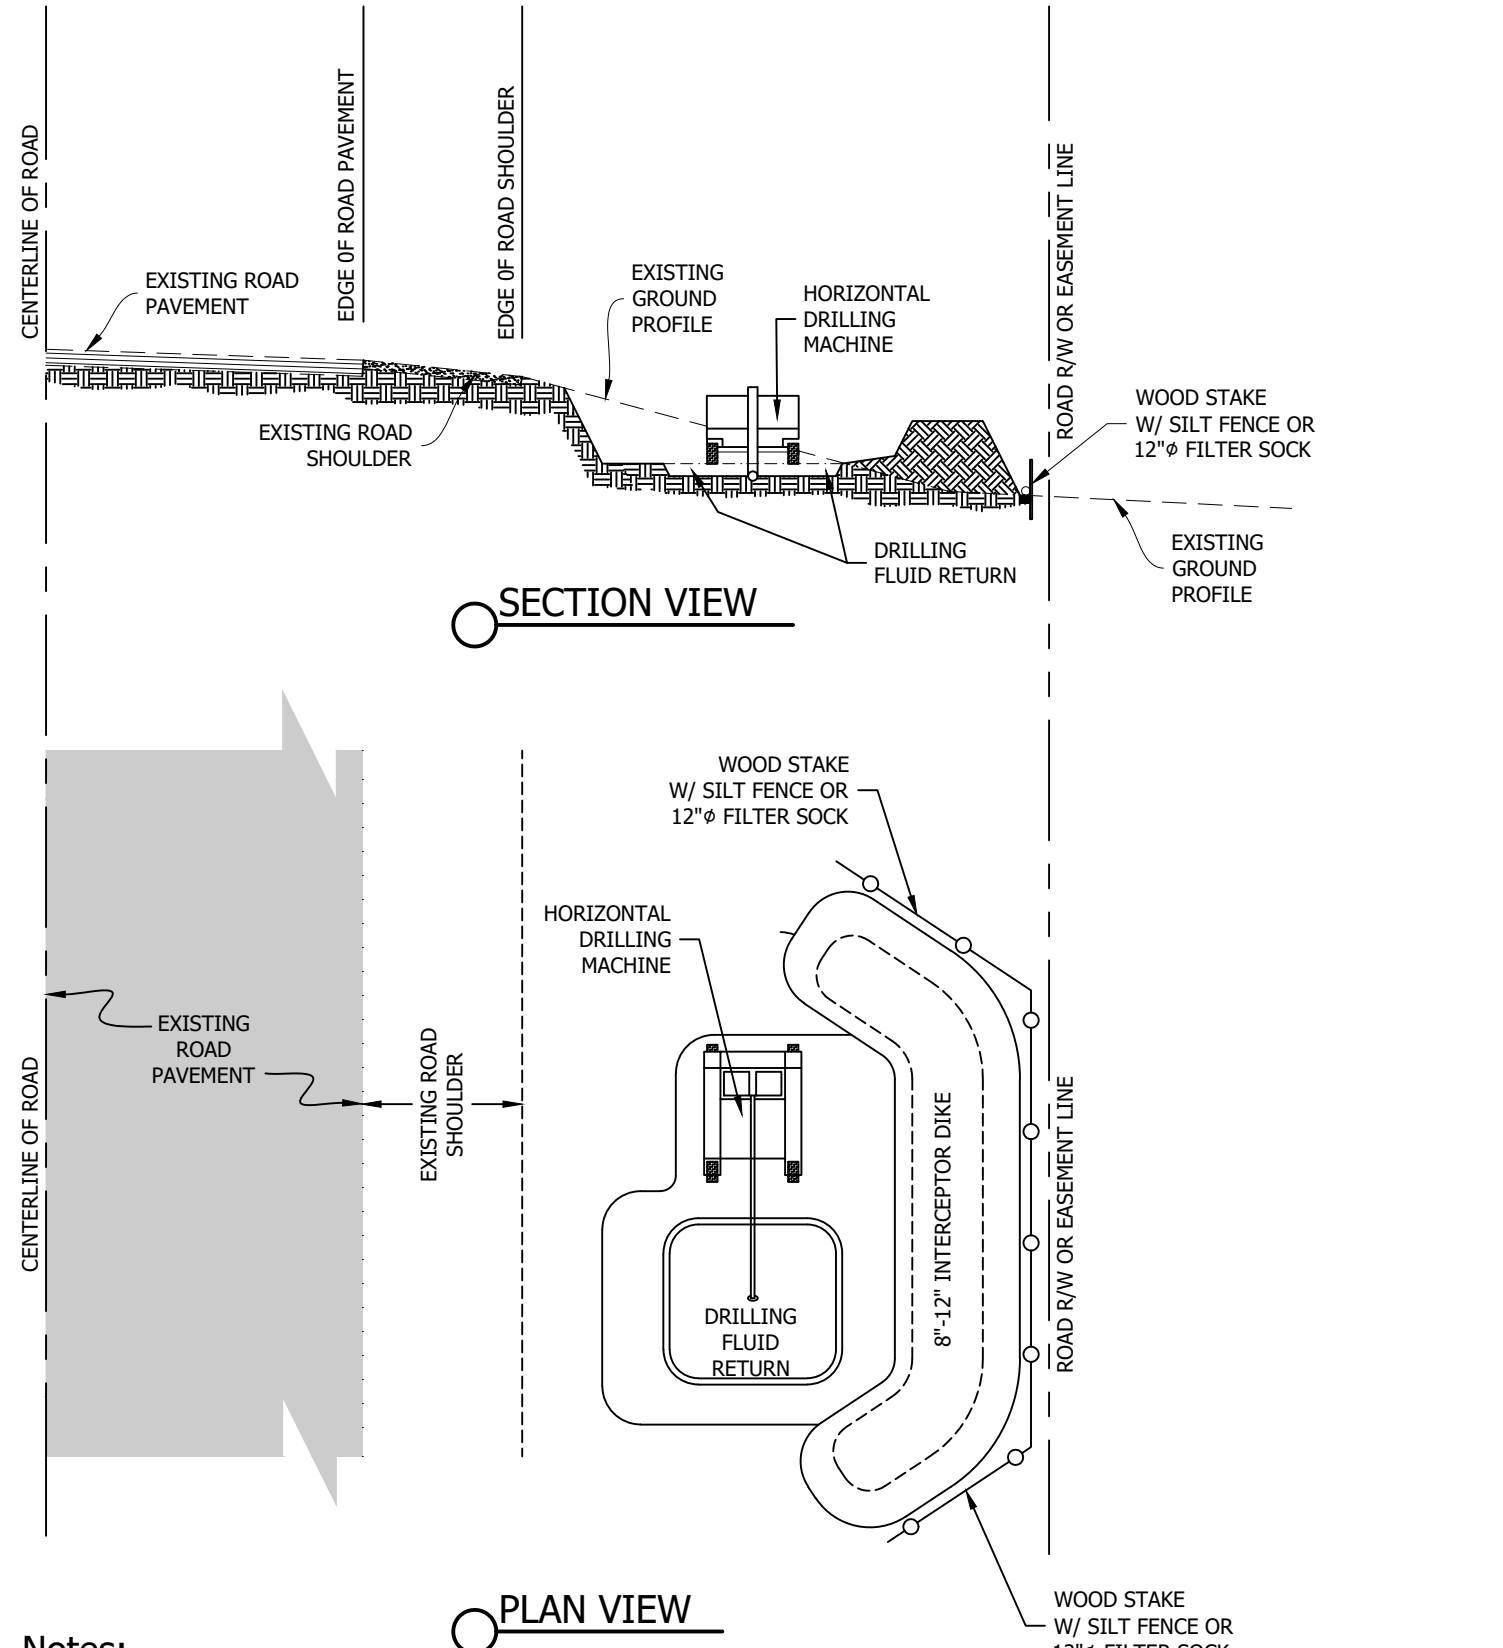 CENTERLINE OF ROAD
EDGE 0F ROAD PAVEMENT
EDGE 0F ROAD SHOULDER
ROAD R/W OR EASEMENT LINE
EXISTING ROAD
PAVEMENT
EXISTING
GROUND
PROFILE
HORIZONTAL
DRILLING
MACHINE
WOOD STAKE
W/ SILT FENCE OR
12"ø FILTER SOCK
EXISTING ROAD
SHOULDER
DRILLING
FLUID RETURN
EXISTING
GROUND
PROFILE
SECTION VIEW
WOOD STAKE
W/ SILT FENCE OR
12"ø FILTER SOCK
HORIZONTAL
DRILLING
MACHINE
EXISTING
ROAD
PAVEMENT
CENTERLINE OF ROAD
EXISTING ROAD
SHOULDER
8"-12" INTERCEPTOR DIKE
ROAD R/W OR EASEMENT LINE
DRILLING
FLUID
RETURN
PLAN VIEW
WOOD STAKE
W/ SILT FENCE OR
12"ø FILTER SOCK
Notes: